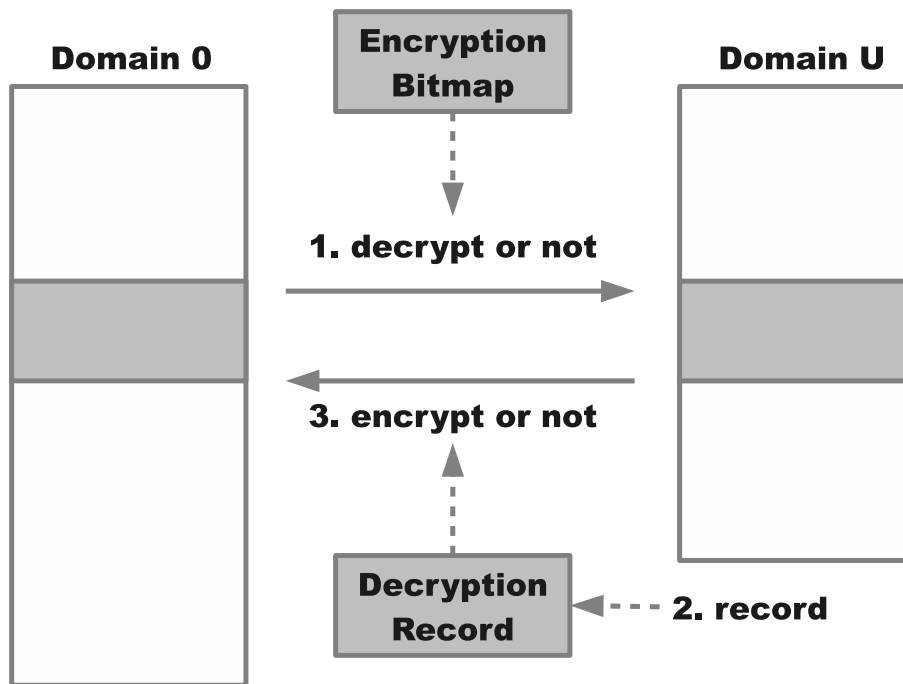 Domain 0
Encryption
Bitmap
Domain U
1. decrypt or not
3. encrypt or not
Decryption
Record
2. record